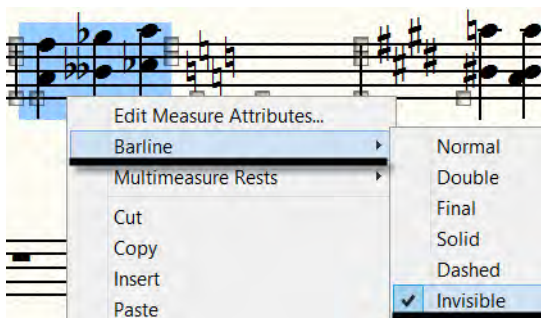 Edit Measure Attributes...
Barline
Multimeasure Rests
Cut
Copy
Insert
Paste
Normal
Double
Final
Solid
Dashed
Invisible